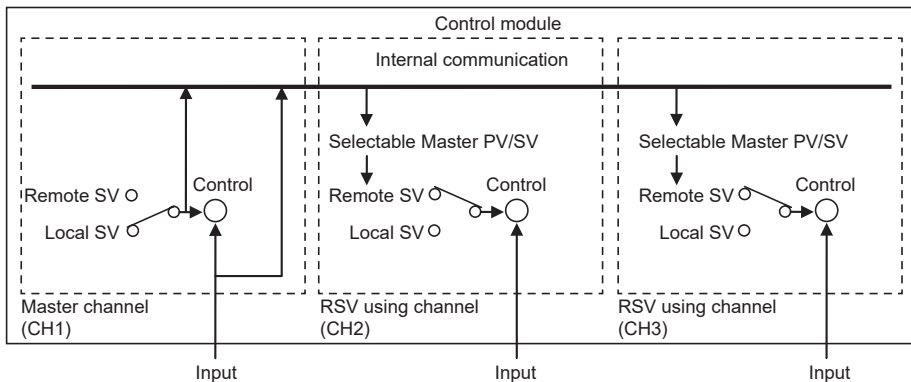 Control module
Internal communication
Selectable Master PV/SV
Selectable Master PV/SV
Remote SV
Control
Local SV
Remote SV
Control
Local SV
Remote SV
Control
Local SV
Master channel
(CH1)
RSV using channel
(CH2)
RSV using channel
(CH3)
Input
Input
Input